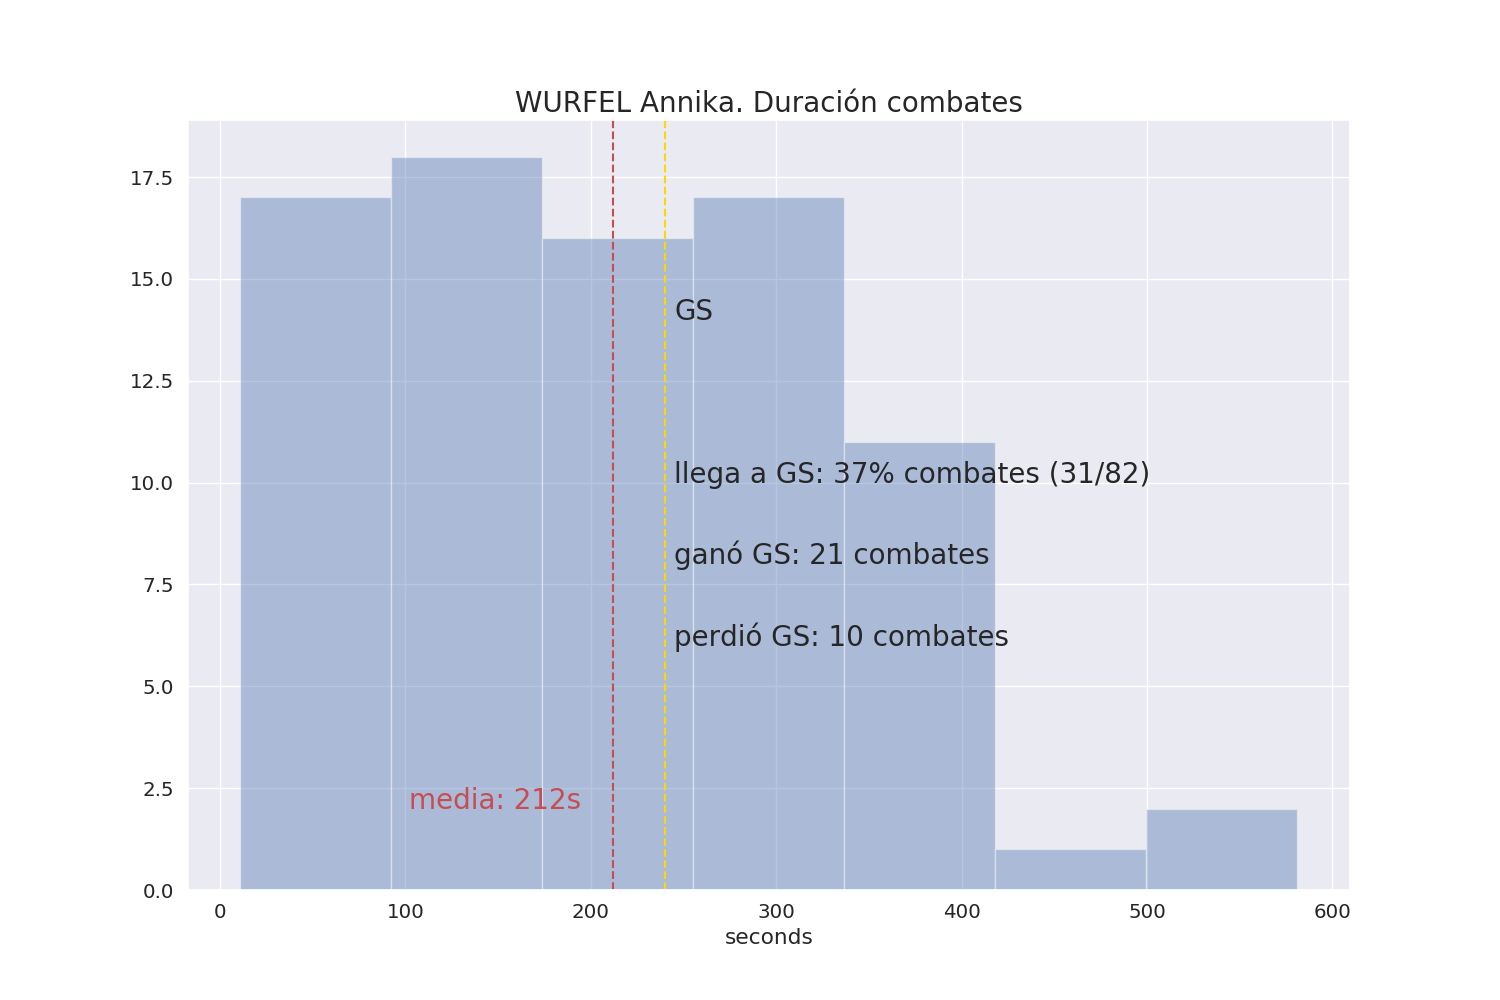 WURFEL Annika. Duración combates
17.5
15.0
12.5
10.0
7.5
5.0
2.5
0.0
GS
llega a GS: 37% combates (31/82)
ganó GS: 21 combates
perdió GS: 10 combates
media: 212s
0 100 200 300 400 500 600
seconds